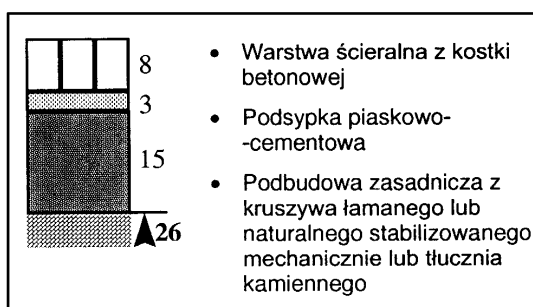 8
3
15
26
• Warstwa ścieralna z kostki
betonowej
• Podsypka piaskowo-
-cementowa
• Podbudowa zasadnicza z
kruszywa łamanego lub
naturalnego stabilizowanego
mechanicznie lub tłucznia
kamiennego